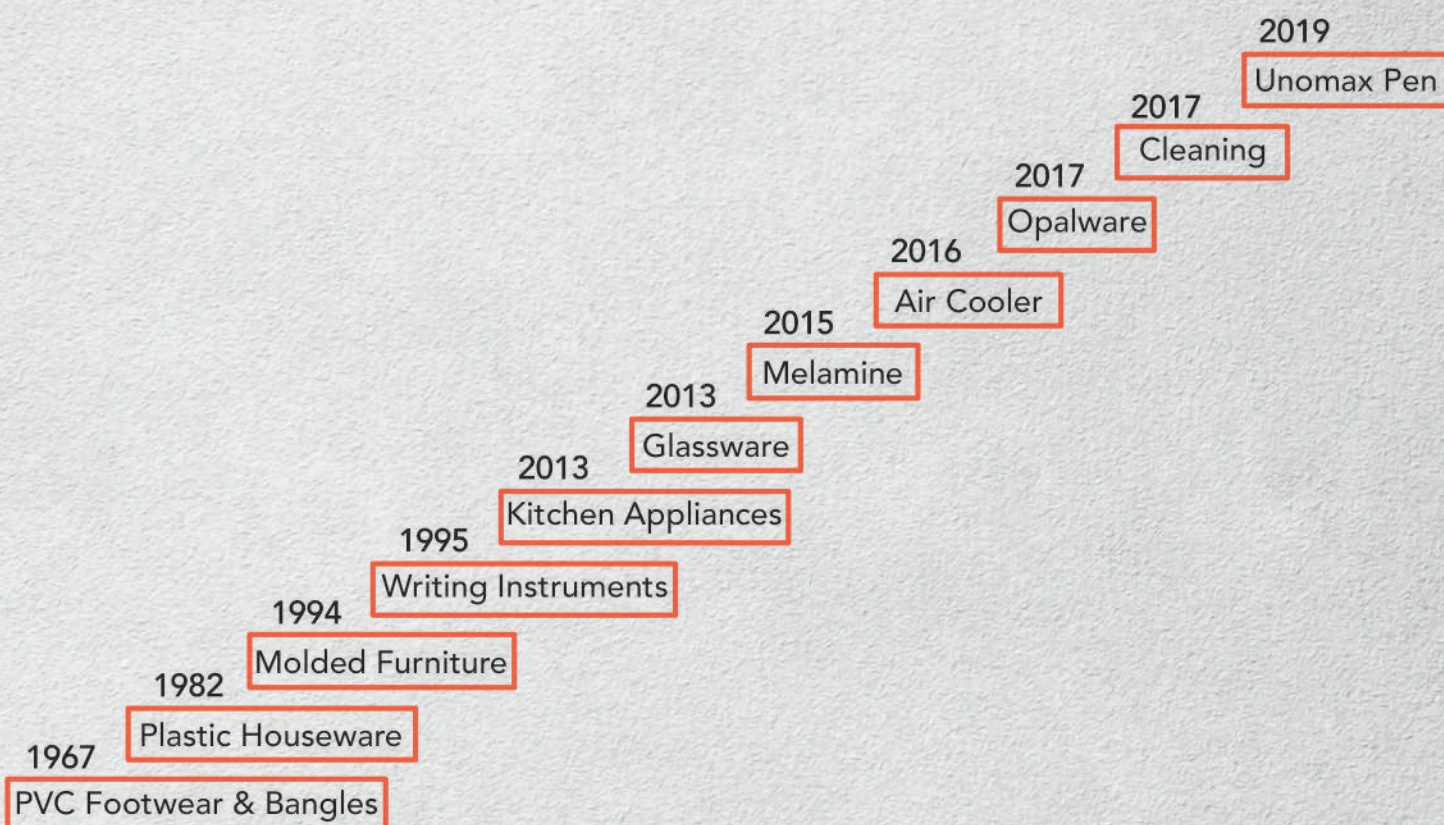 2019
Unomax Pen
2017
Cleaning
2017
Opalware
2016
Air Cooler
2015
Melamine
2013
Glassware
2013
Kitchen Appliances
1995
Writing Instruments
1994
Molded Furniture
1982
Plastic Houseware
1967
PVC Footwear & Bangles